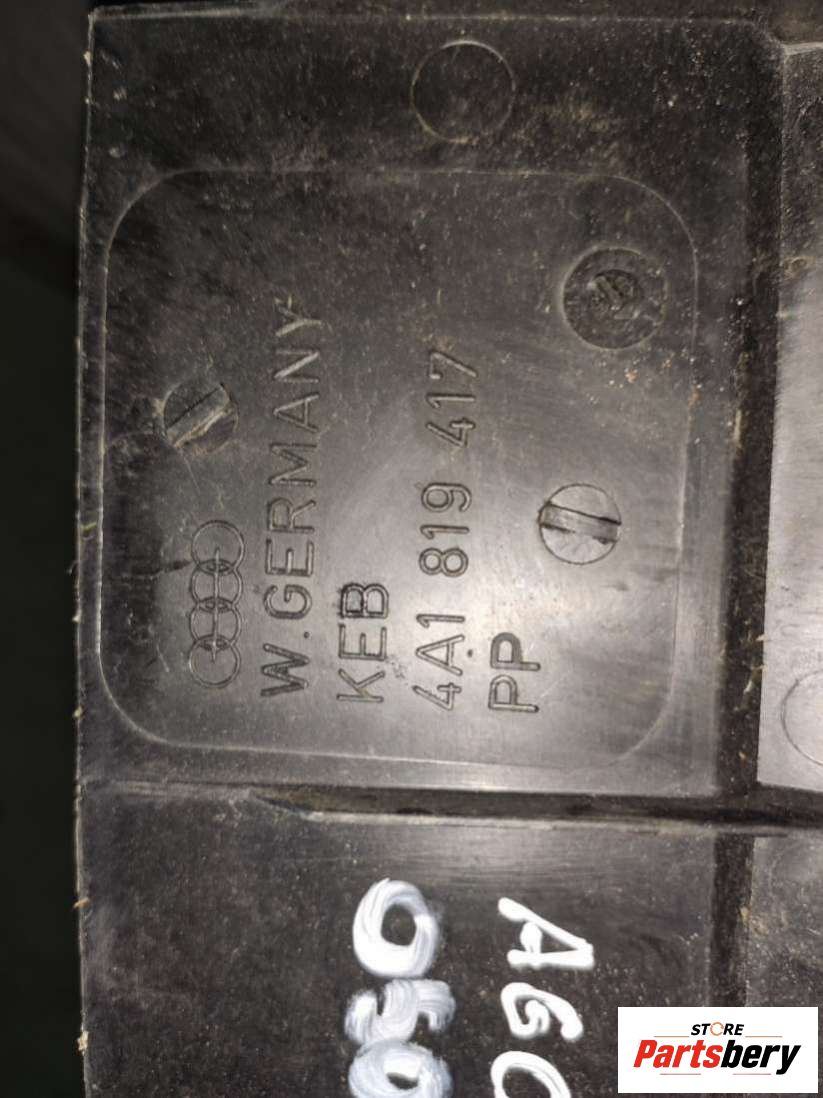 W.GERMANY
KEB
4A1 819 417
PP
STORE
Partsbery